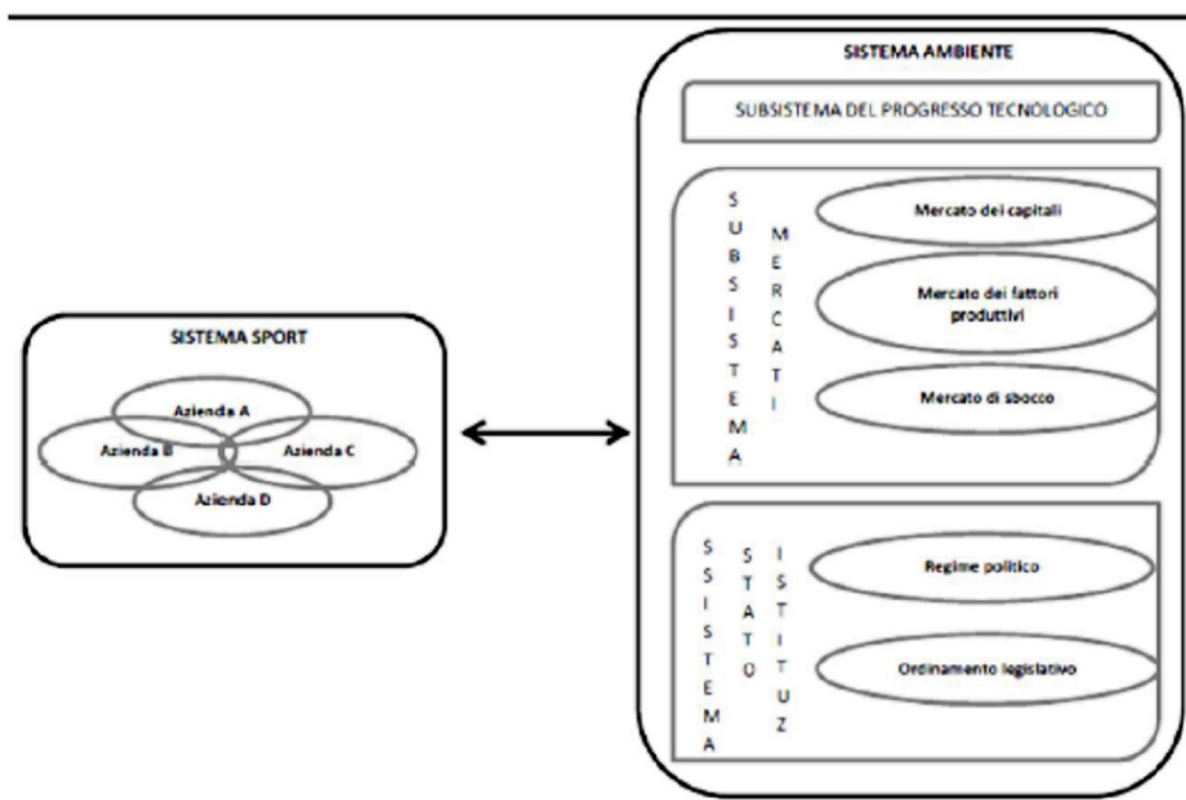 SISTEMA AMBIENTE
SUBSISTEMA DEL PROGRESSO TECNOLOGICO
SUBSISTEMA
MERCATI
Mercato dei capitali
Mercato dei fattori
produttivi
Mercato di sbocco
SISTEMA SPORT
Azienda A
Azienda B
Azienda C
Azienda D
SSISTEMA
STATO
ISTITUZ
Regime politico
Ordinamento legislativo